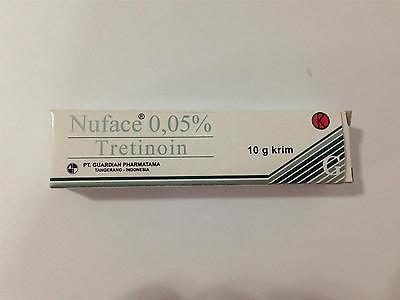 Nuface® 0,05%
Tretinoin
PT. GUARDIAN PHARMATAMA
TANGERANG - INDONESIA
10 g krim
K
G